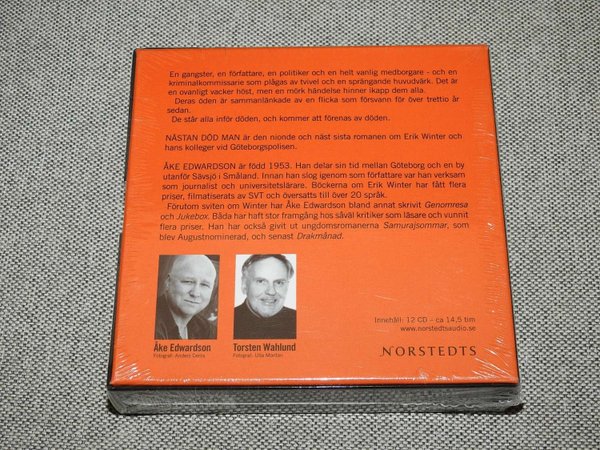 En gangster, en författare, en politiker och en helt vanlig medborgare - och en
kriminalkommissarie som plågas av tvivel och en sprängande huvudvärk. Det är
en ovanligt vacker höst, men en mörk händelse hinner ikapp dem alla.
Deras öden är sammanlänkade av en flicka som försvann för över trettio år
sedan.
De står alla inför döden, och kommer att förenas av döden.
NÄSTAN DÖD MAN är den nionde och näst sista romanen om Erik Winter och
hans kolleger vid Göteborgspolisen.
ÅKE EDWARDSON är född 1953. Han delar sin tid mellan Göteborg och en by
utanför Sävsjö i Småland. Innan han slog igenom som författare var han verksam
som journalist och universitetslärare. Böckerna om Erik Winter har fått flera
priser, filmatiserats av SVT och översatts till över 20 språk.
Förutom sviten om Winter har Åke Edwardson bland annat skrivit Genomresa
och Jukebox. Båda har haft stor framgång hos såväl kritiker som läsare och vunnit
flera priser. Han har också givit ut ungdomsromanerna Samurajsommar, som
blev Augustnominerad, och senast Drakmånad.
Åke Edwardson
Fotograf: Anders Deros
Torsten Wahlund
Fotograf: Ulla Montan
Innehåll: 12 CD – ca 14,5 tim
www.norstedtsaudio.se
NORSTEDTS